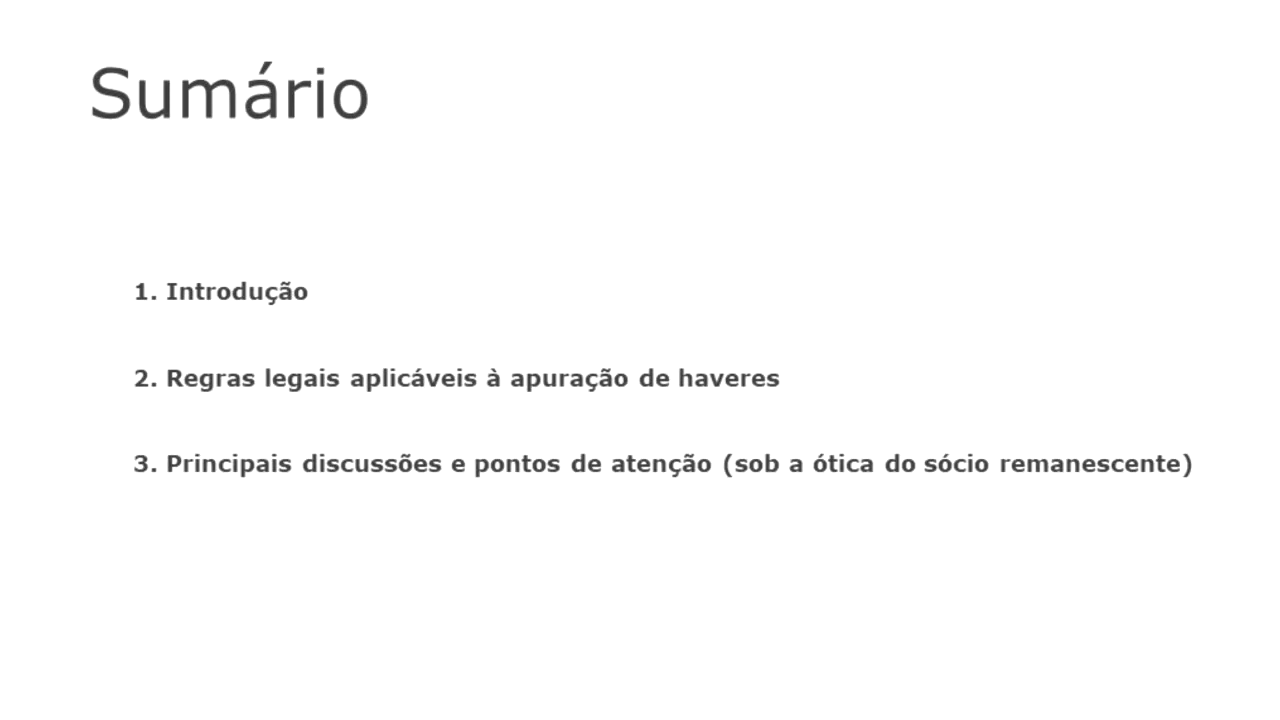 Sumário
1. Introdução
2. Regras legais aplicáveis à apuração de haveres
3. Principais discussões e pontos de atenção (sob a ótica do sócio remanescente)